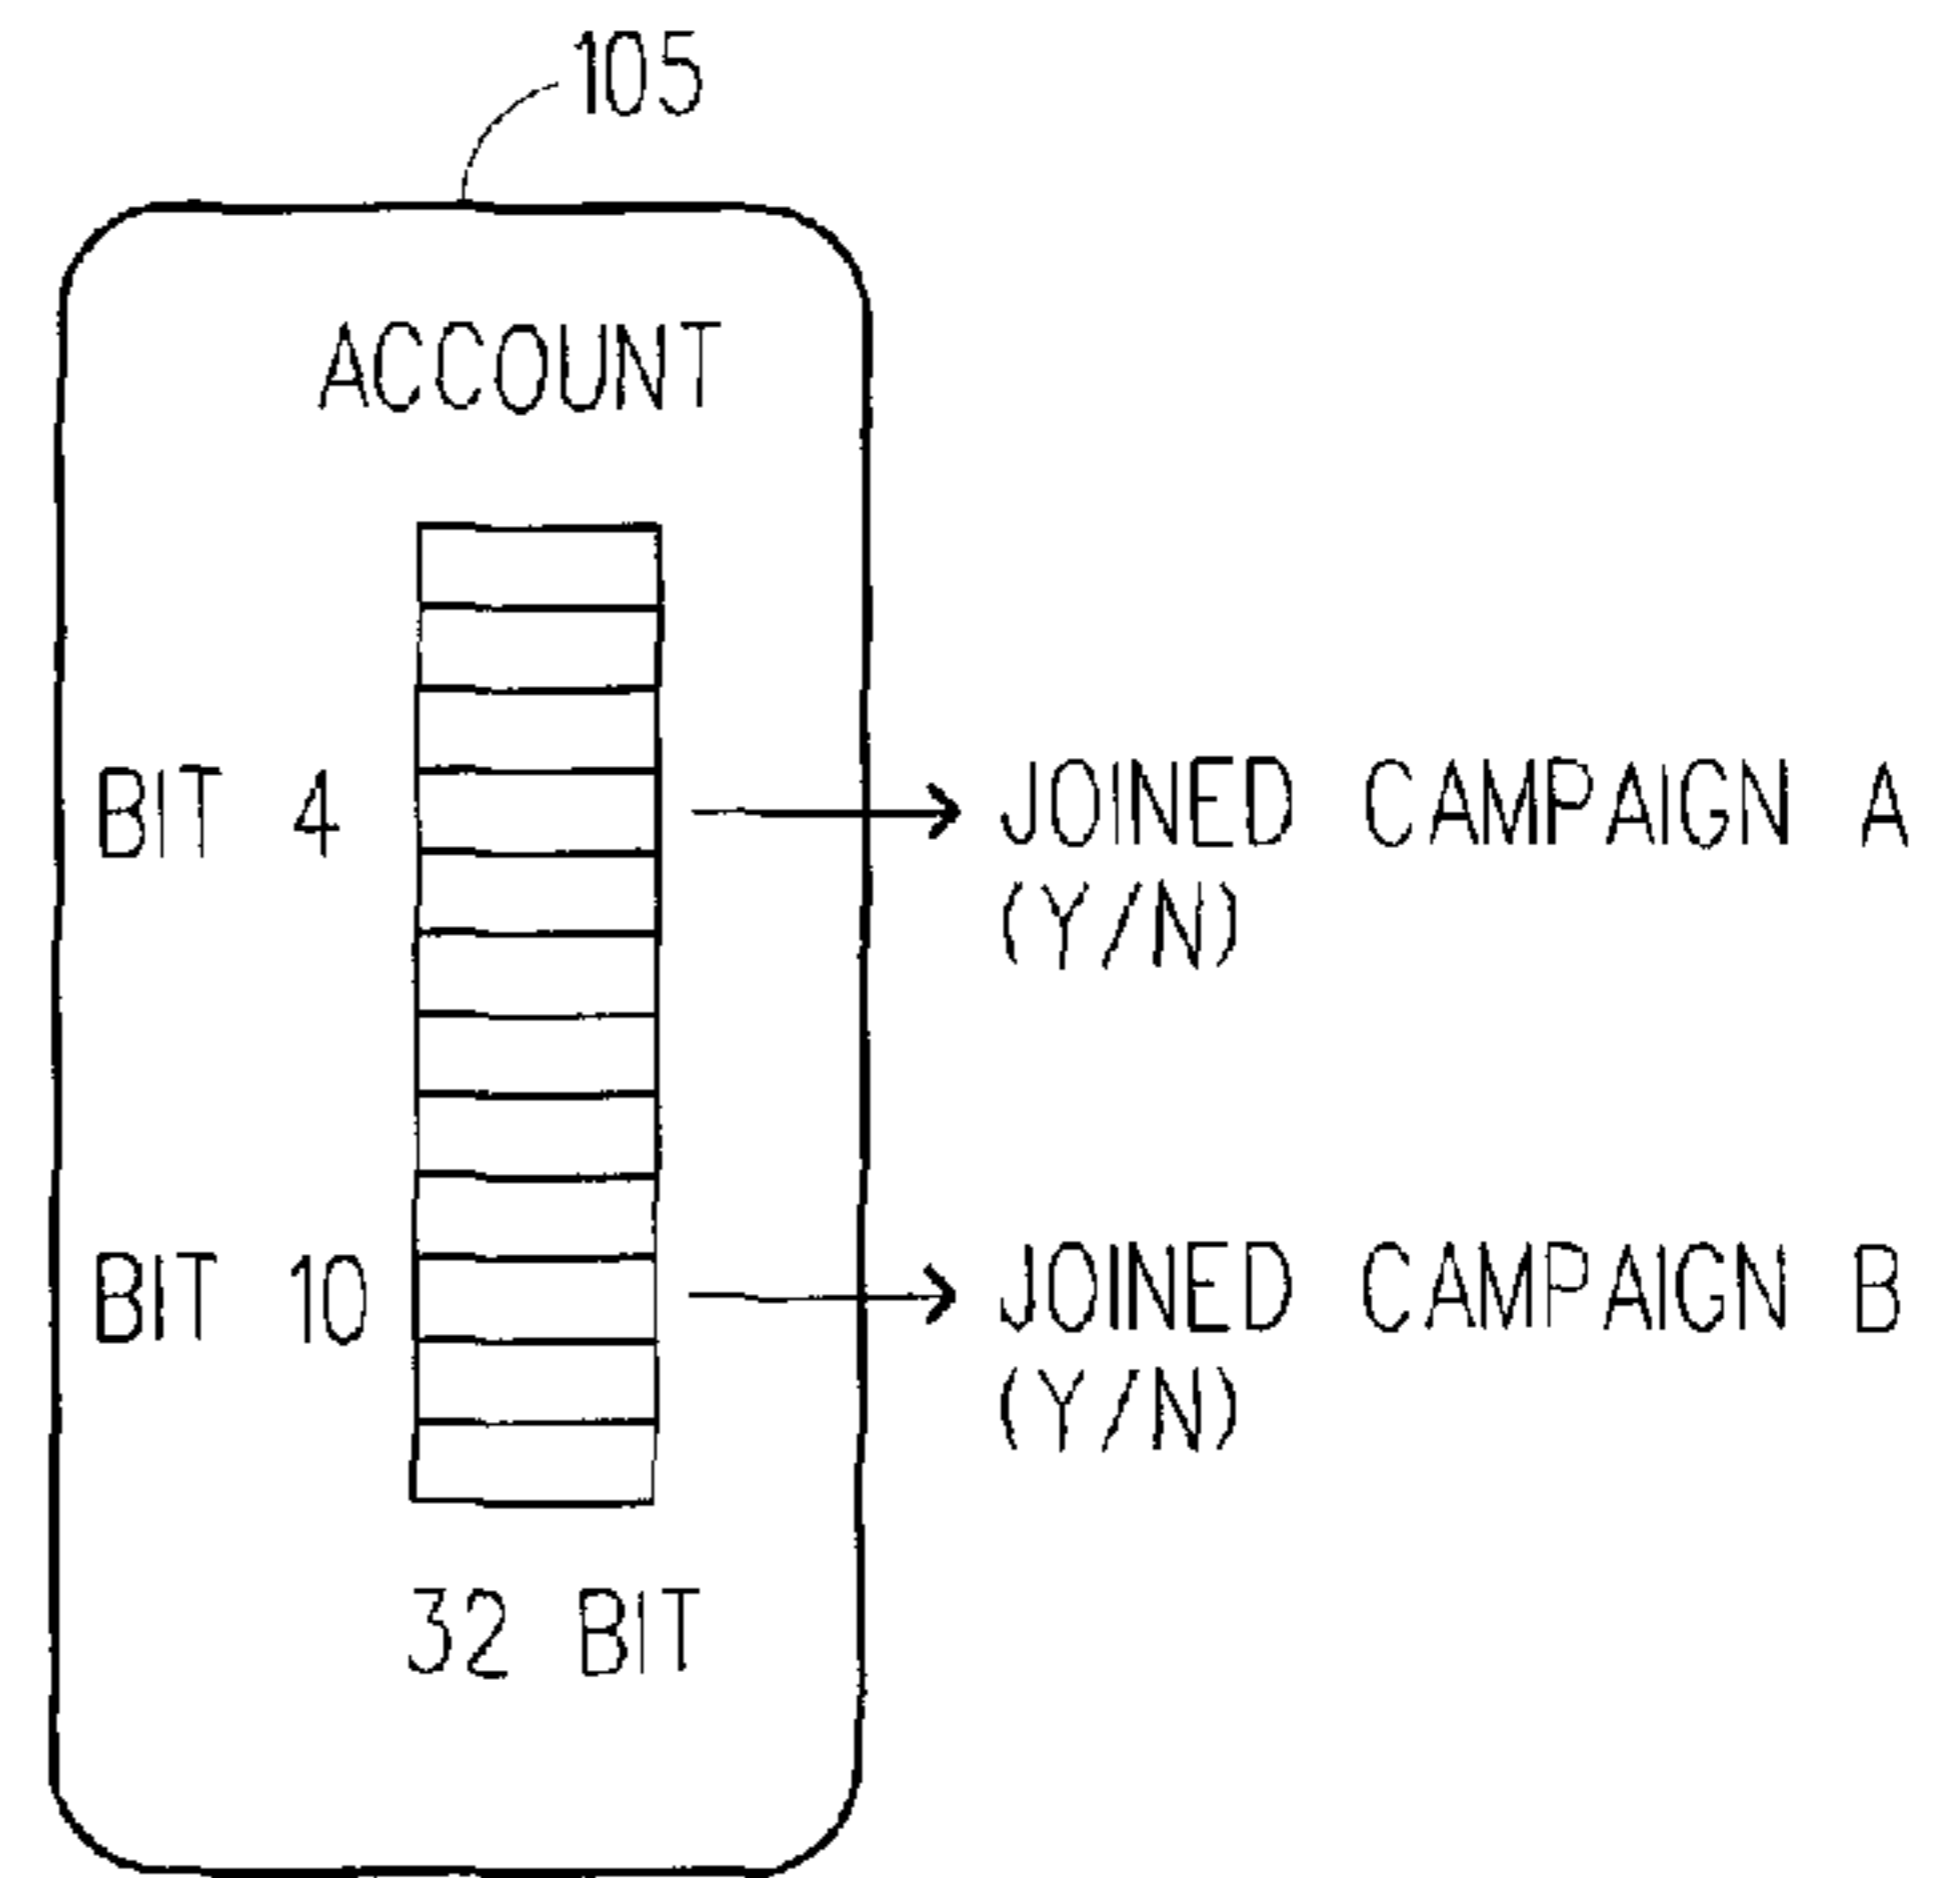 105
ACCOUNT
BIT 4
JOINED CAMPAIGN A
(Y/N)
BIT 10
JOINED CAMPAIGN B
(Y/N)
32 BIT